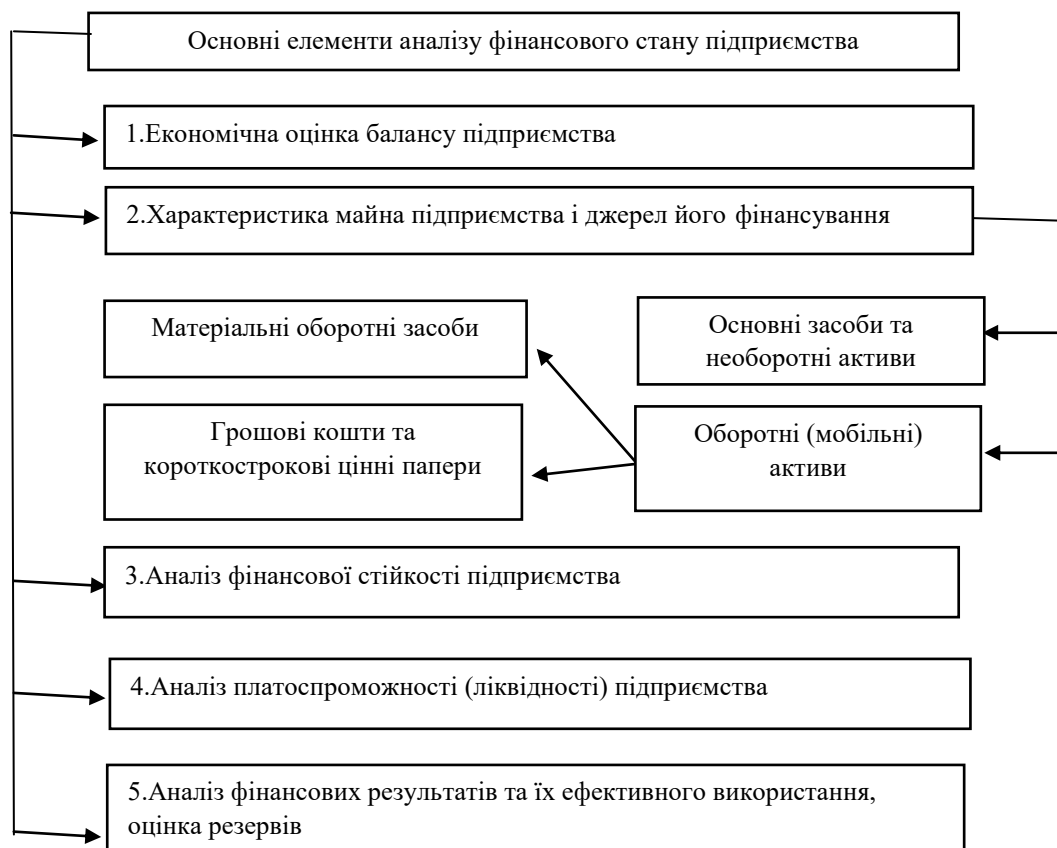 Основні елементи аналізу фінансового стану підприємства
1.Економічна оцінка балансу підприємства
2.Характеристика майна підприємства і джерел його фінансування
Матеріальні оборотні засоби
Основні засоби та
необоротні активи
Грошові кошти та
короткострокові цінні папери
Оборотні (мобільні)
активи
3.Аналіз фінансової стійкості підприємства
4.Аналіз платоспроможності (ліквідності) підприємства
5.Аналіз фінансових результатів та їх ефективного використання,
оцінка резервів